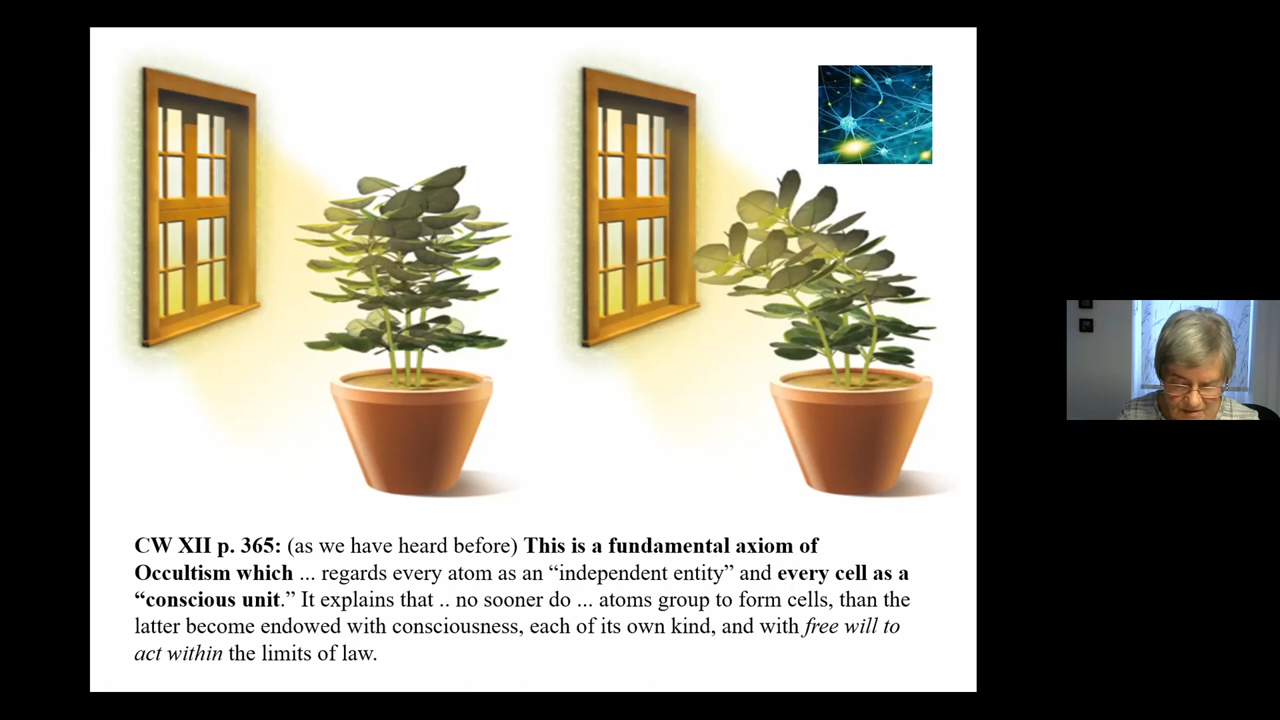 CW XII p. 365: (as we have heard before) This is a fundamental axiom of
Occultism which ... regards every atom as an “independent entity” and every cell as a
“conscious unit.” It explains that .. no sooner do ... atoms group to form cells, than the
latter become endowed with consciousness, each of its own kind, and with free will to
act within the limits of law.